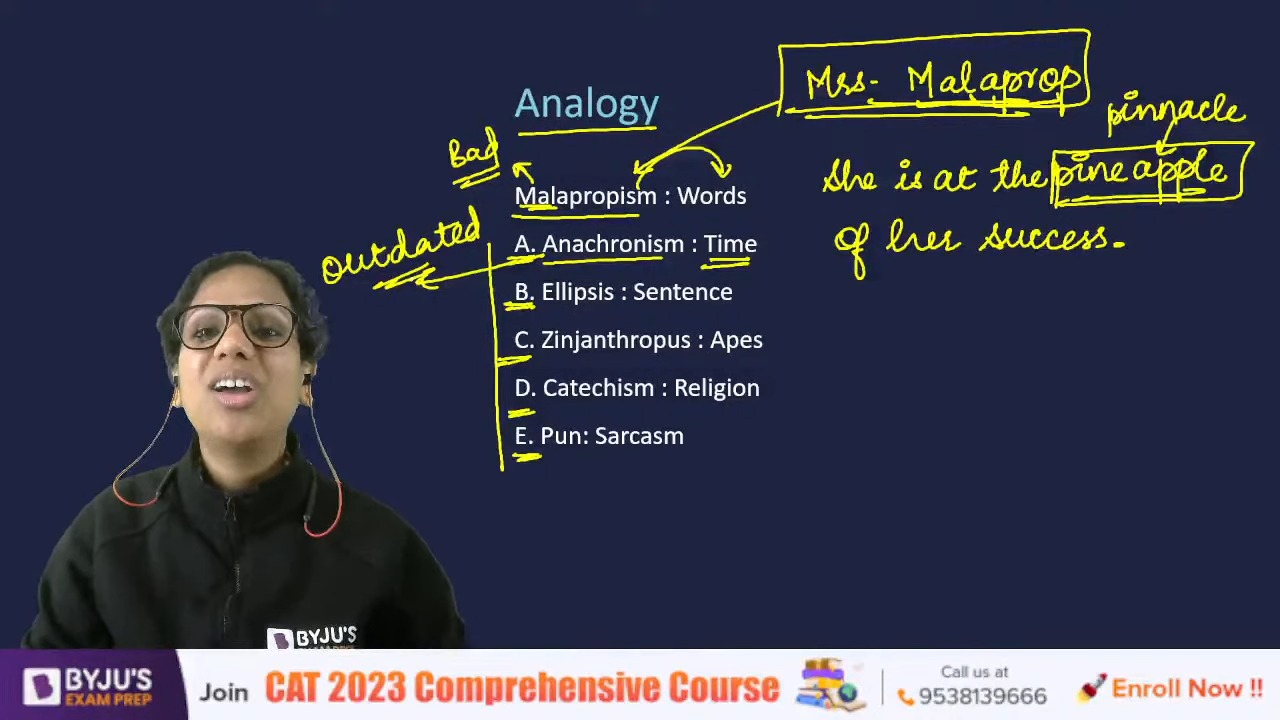 Mrs. Malaprop
Analogy
pinnacle
Bad
She is at the pineapple
of her success.
Malapropism : Words
Outdated
A. Anachronism : Time
B. Ellipsis : Sentence
C. Zinjanthropus : Apes
D. Catechism : Religion
E. Pun: Sarcasm
BYJU'S
BYJU'S
EXAM PREP
Join CAT 2023 Comprehensive Course
Call us at
9538139666
Enroll Now !!